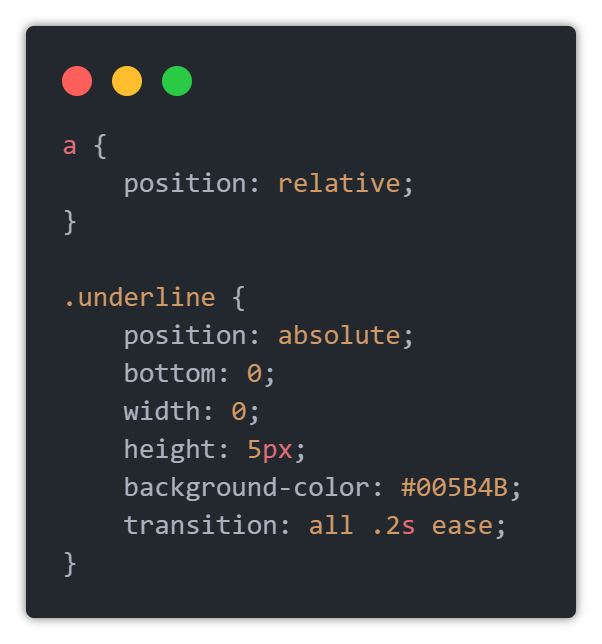 a {
    position: relative;
}

.underline {
    position: absolute;
    bottom: 0;
    width: 0;
    height: 5px;
    background-color: #005B4B;
    transition: all .2s ease;
}